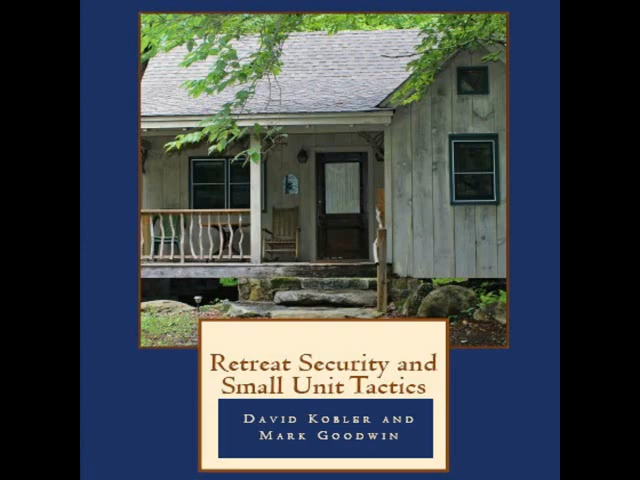 Retreat Security and
Small Unit Tactics
David Kobler and
Mark Goodwin